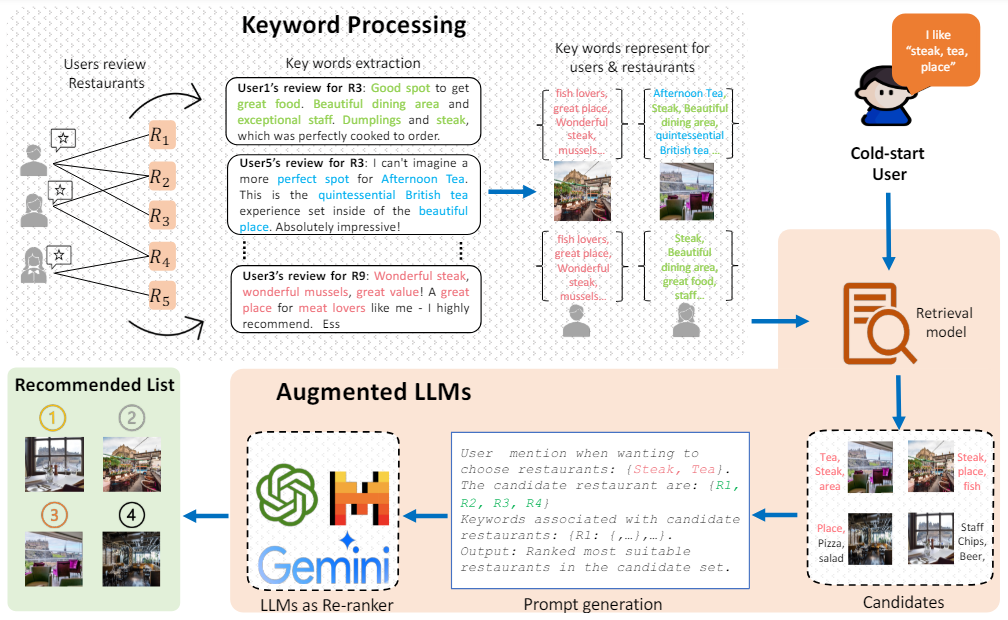 Keyword Processing
Users review
Restaurants
R1
R2
R3
R4
R5
Key words extraction
User1's review for R3: Good spot to get
great food. Beautiful dining area and
exceptional staff. Dumplings and steak,
which was perfectly cooked to order.
User5's review for R3: I can't imagine a
more perfect spot for Afternoon Tea.
This is the quintessential British tea
experience set inside of the beautiful
place. Absolutely impressive!
User3's review for R9: Wonderful steak,
wonderful mussels, great value! A great
place for meat lovers like me - I highly
recommend. Ess
Key words represent for
users & restaurants
fish lovers,
great place,
Wonderful
steak,
mussels...
Afternoon Tea,
Steak, Beautiful
dining area,
quintessential
British tea ...
fish lovers,
great place,
Wonderful
steak,
mussels...
Steak,
Beautiful
dining area,
great food,
staff...
I like
"steak, tea,
place"
Cold-start
User
Retrieval
model
Tea,
Steak,
area
Steak,
place,
fish
Place,
Pizza,
salad
Staff
Chips,
Beer,
Candidates
Augmented LLMs
User mention when wanting to
choose restaurants: {Steak, Tea}.
The candidate restaurant are: {R1,
R2, R3, R4}
Keywords associated with candidate
restaurants: {R1: {,…},…}.
Output: Ranked most suitable
restaurants in the candidate set.
Prompt generation
Gemini
LLMs as Re-ranker
Recommended List
1
2
3
4